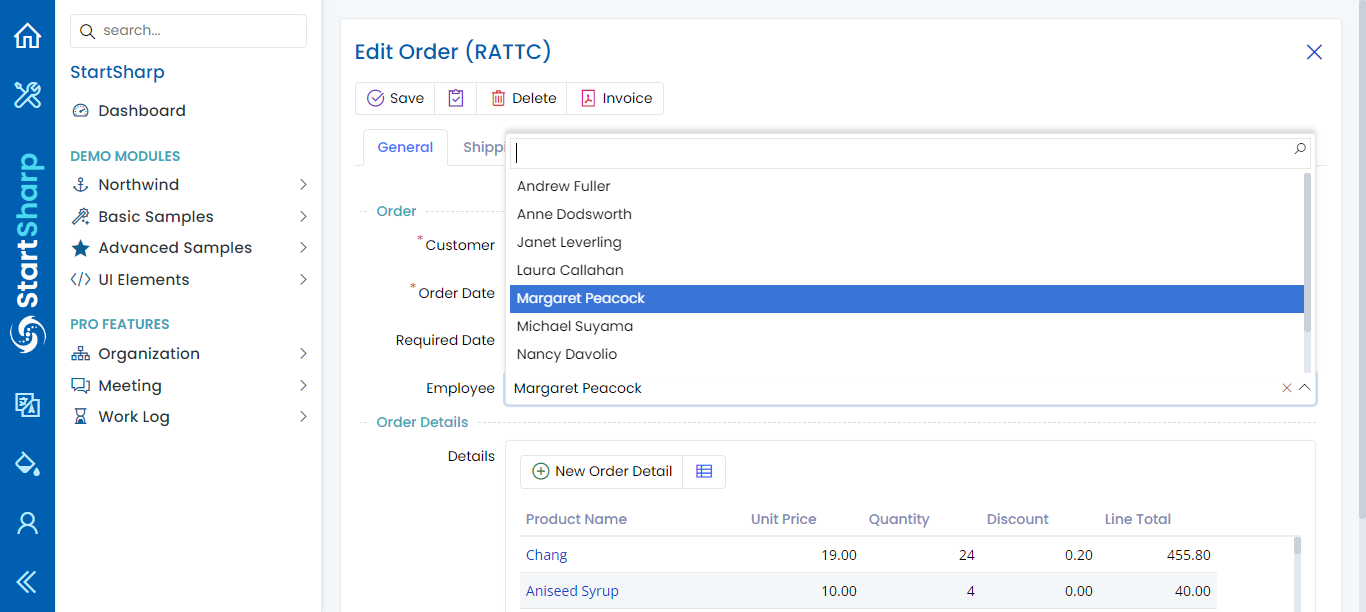 search...
StartSharp
Dashboard
DEMO MODULES
Northwind
Basic Samples
Advanced Samples
UI Elements
PRO FEATURES
Organization
Meeting
Work Log
StartSharp
Edit Order (RATTC)
Save
Delete
Invoice
General
Shippi
Order
*Customer
*Order Date
Required Date
Employee
Andrew Fuller
Anne Dodsworth
Janet Leverling
Laura Callahan
Margaret Peacock
Michael Suyama
Nancy Davolio
Margaret Peacock
Order Details
Details
New Order Detail
Product Name Unit Price Quantity Discount Line Total
Chang 19.00 24 0.20 455.80
Aniseed Syrup 10.00 4 0.00 40.00